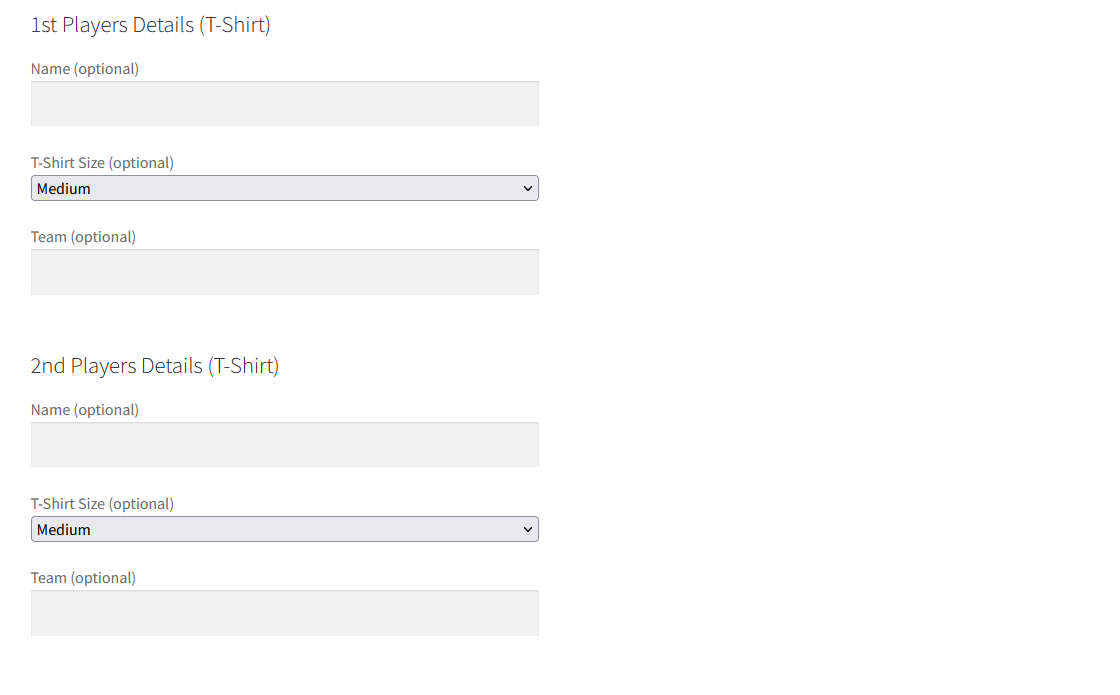 1st Players Details (T-Shirt)
Name (optional)
T-Shirt Size (optional)
Medium
Team (optional)
2nd Players Details (T-Shirt)
Name (optional)
T-Shirt Size (optional)
Medium
Team (optional)